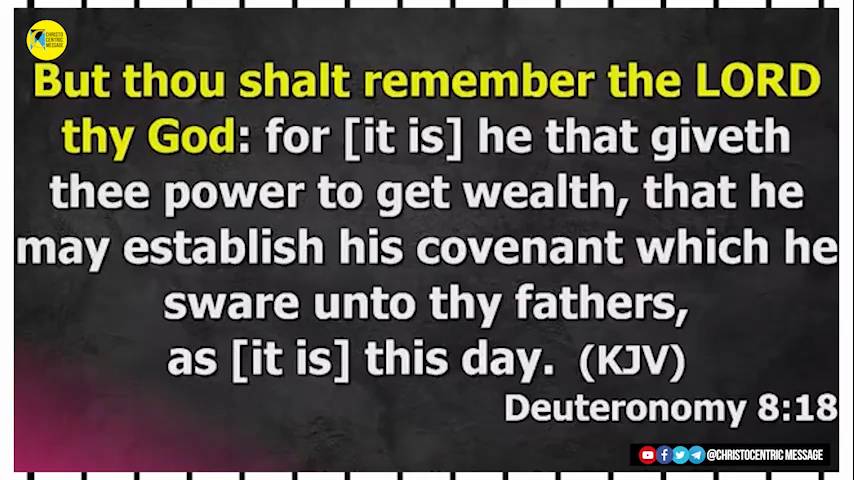 CHRISTO
CENTRIC
MESSAGE
But thou shalt remember the LORD
thy God: for [it is] he that giveth
thee power to get wealth, that he
may establish his covenant which he
sware unto thy fathers,
as [it is] this day. (KJV)
Deuteronomy 8:18
@CHRISTOCENTRIC MESSAGE